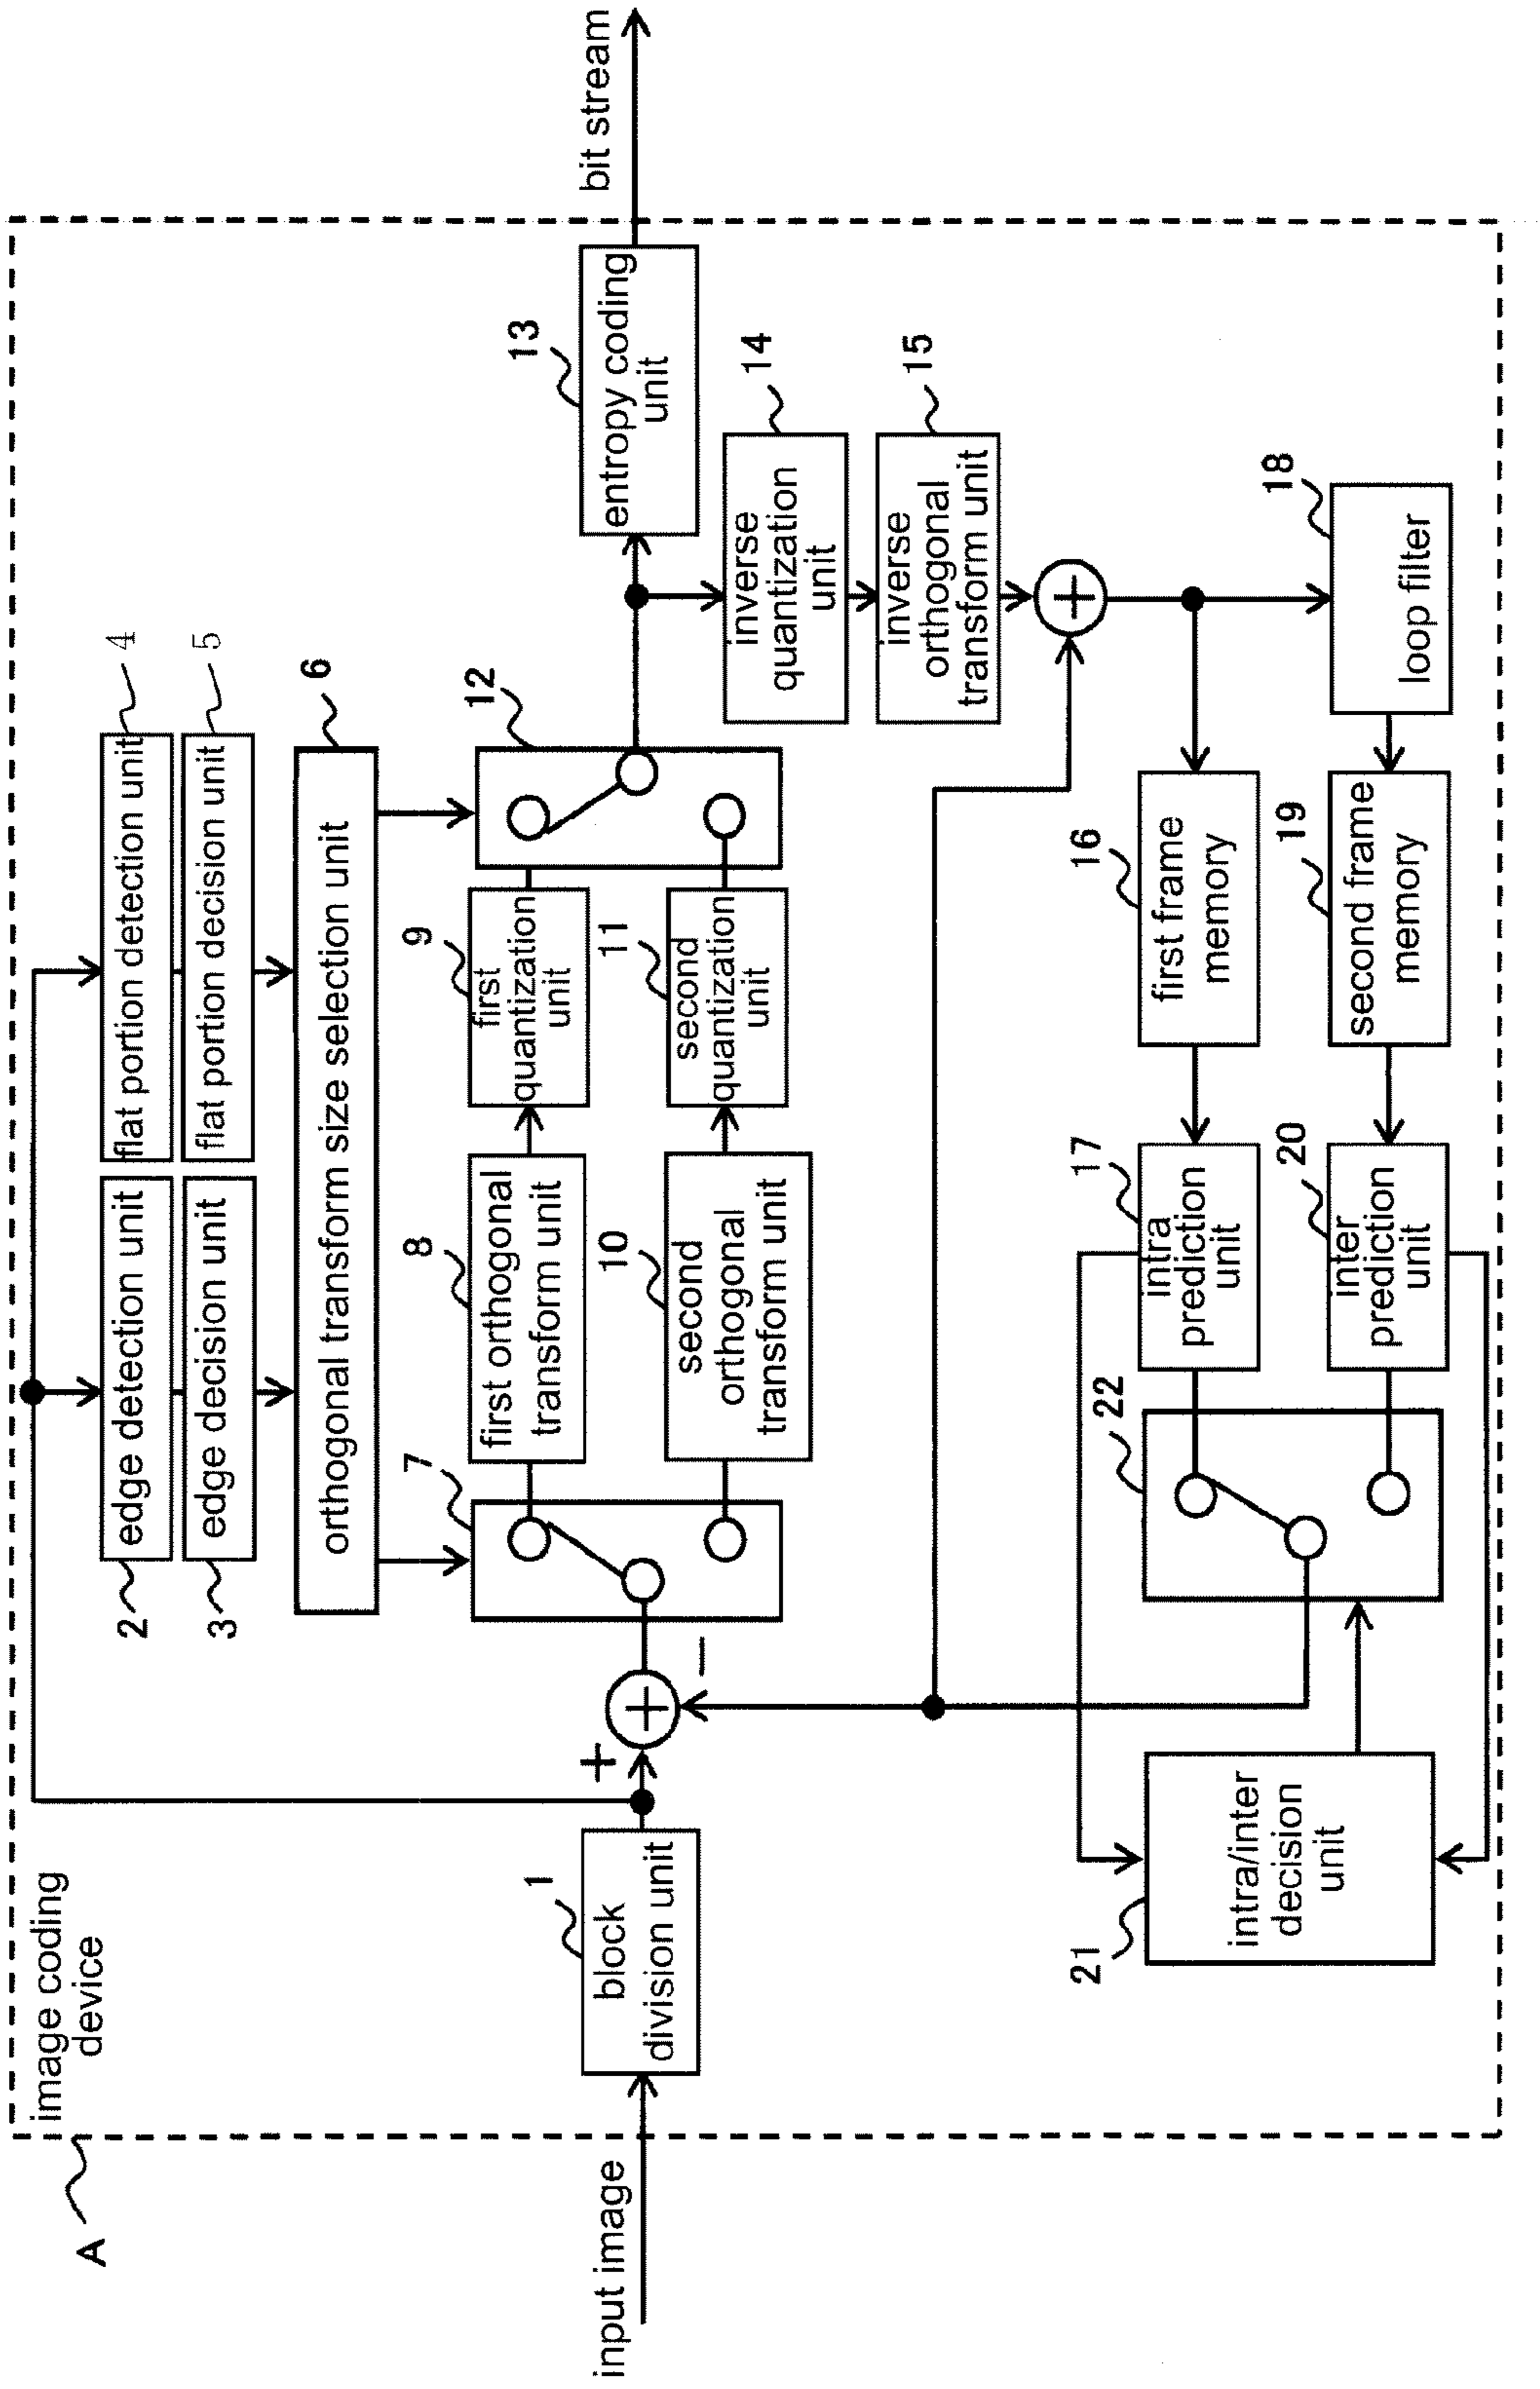 A
image coding
device
input image
1
block
division unit
2
edge detection unit
3
edge decision unit
flat portion detection unit
4
flat portion decision unit
5
orthogonal transform size selection unit
6
+
−
7
8
first orthogonal
transform unit
9
first
quantization
unit
10
second
orthogonal
transform unit
11
second
quantization
unit
12
13
entropy coding
unit
bit stream
14
inverse
quantization
unit
15
inverse
orthogonal
transform unit
16
first frame
memory
17
intra
prediction
unit
18
loop filter
19
second frame
memory
20
inter
prediction
unit
21
intra/inter
decision
unit
22